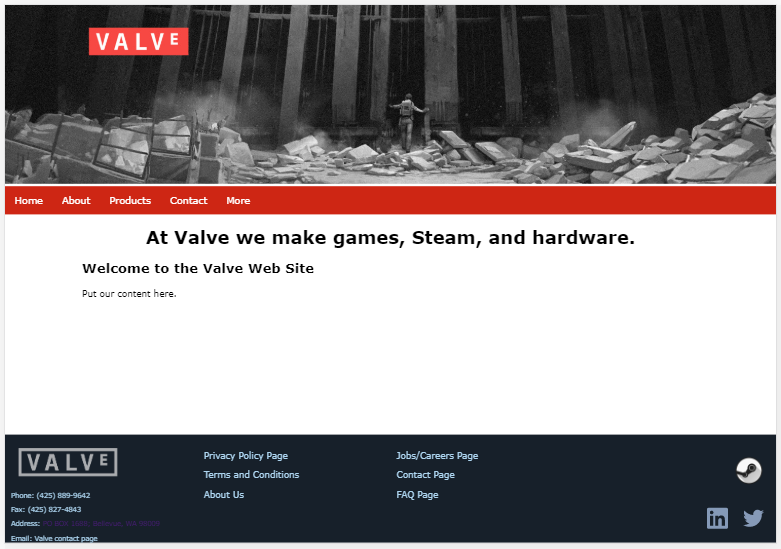 VALVE
Home About Products Contact More
At Valve we make games, Steam, and hardware.
Welcome to the Valve Web Site
Put our content here.
VALVE
Phone: (425) 889-9642
Fax: (425) 827-4843
Address: PO BOX Bellevue, WA
Email: Valve contact page
Privacy Policy Page
Terms and Conditions
About Us
Jobs/Careers Page
Contact Page
FAQ Page
in